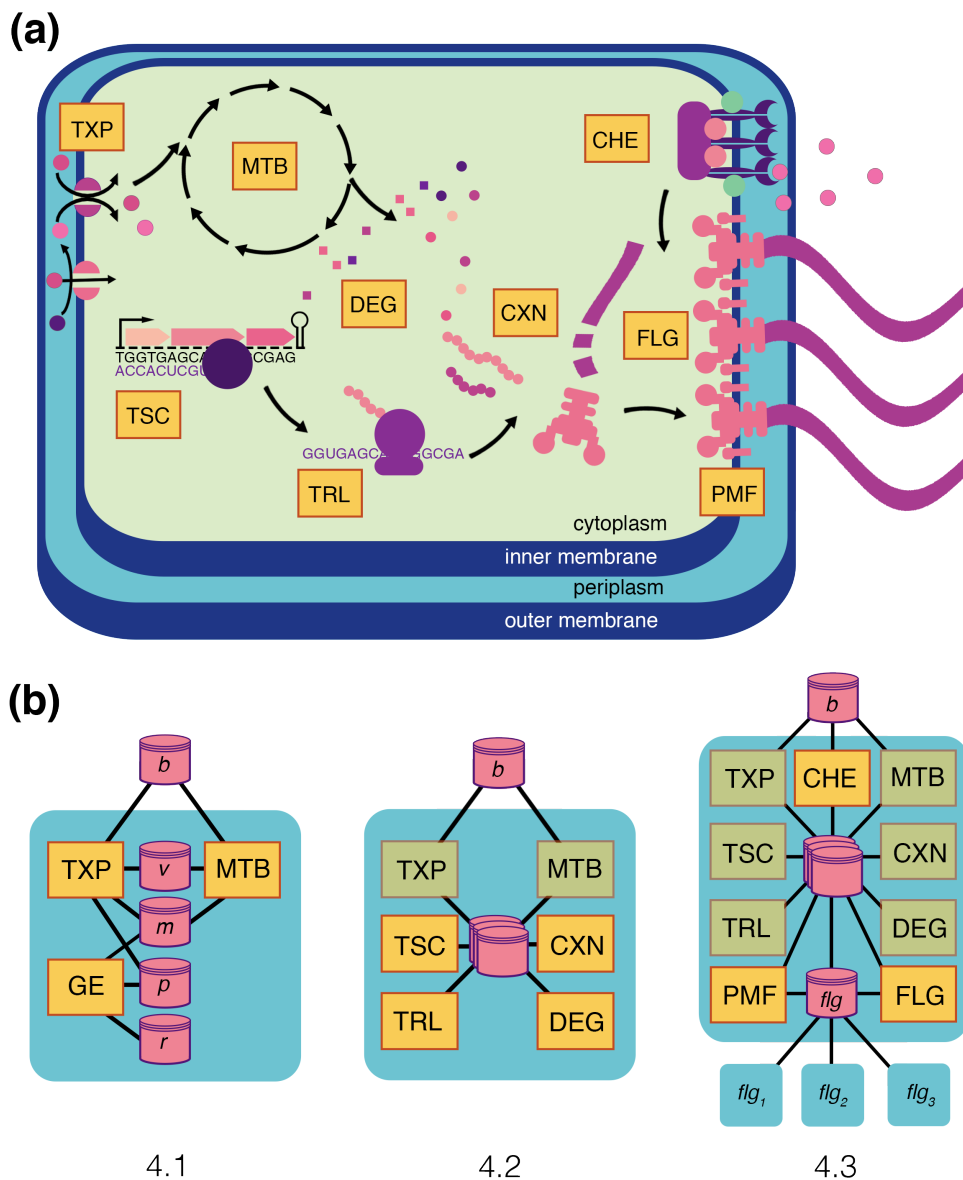 (a)
TXP
MTB
CHE
DEG
CXN
FLG
TGGTGAGCA CGAG
ACCACUCGU
TSC
GGUGAGC GCGA
TRL
PMF
cytoplasm
inner membrane
periplasm
outer membrane
(b)
b
TXP
v
MTB
m
GE
p
r
4.1
b
TXP
MTB
TSC
CXN
TRL
DEG
4.2
b
TXP
CHE
MTB
TSC
CXN
TRL
DEG
PMF
flg
FLG
flg1
flg2
flg3
4.3